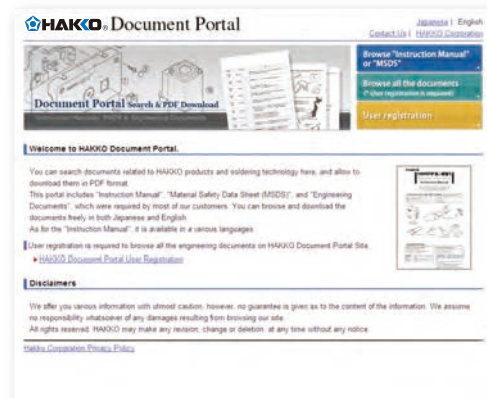 HAKKO Document Portal
Japanese | English
Contact Us | HAKKO Corporation
Document Portal Search & PDF Download
Browse "Instruction Manual"
or "MSDS"
Browse all the documents
(* User registration is required)
User registration
Welcome to HAKKO Document Portal.
You can search documents related to HAKKO products and soldering technology here, and allow to
download them in PDF format.
This portal includes "Instruction Manual", "Material Safety Data Sheet (MSDS)", and "Engineering
Documents", which were required by most of our customers. You can browse and download the
documents freely in both Japanese and English.
As for the "Instruction Manual", it is available in a various languages
User registration is required to browse all the engineering documents on HAKKO Document Portal Site.
HAKKO Document Portal User Registration
Disclaimers
We offer you various information with utmost caution, however, no guarantee is given as to the content of the information. We assume
no responsibility whatsoever of any damages resulting from browsing our site.
All rights reserved. HAKKO may make any revision, change or deletion at any time without any notice.
Hakko Corporation Privacy Policy